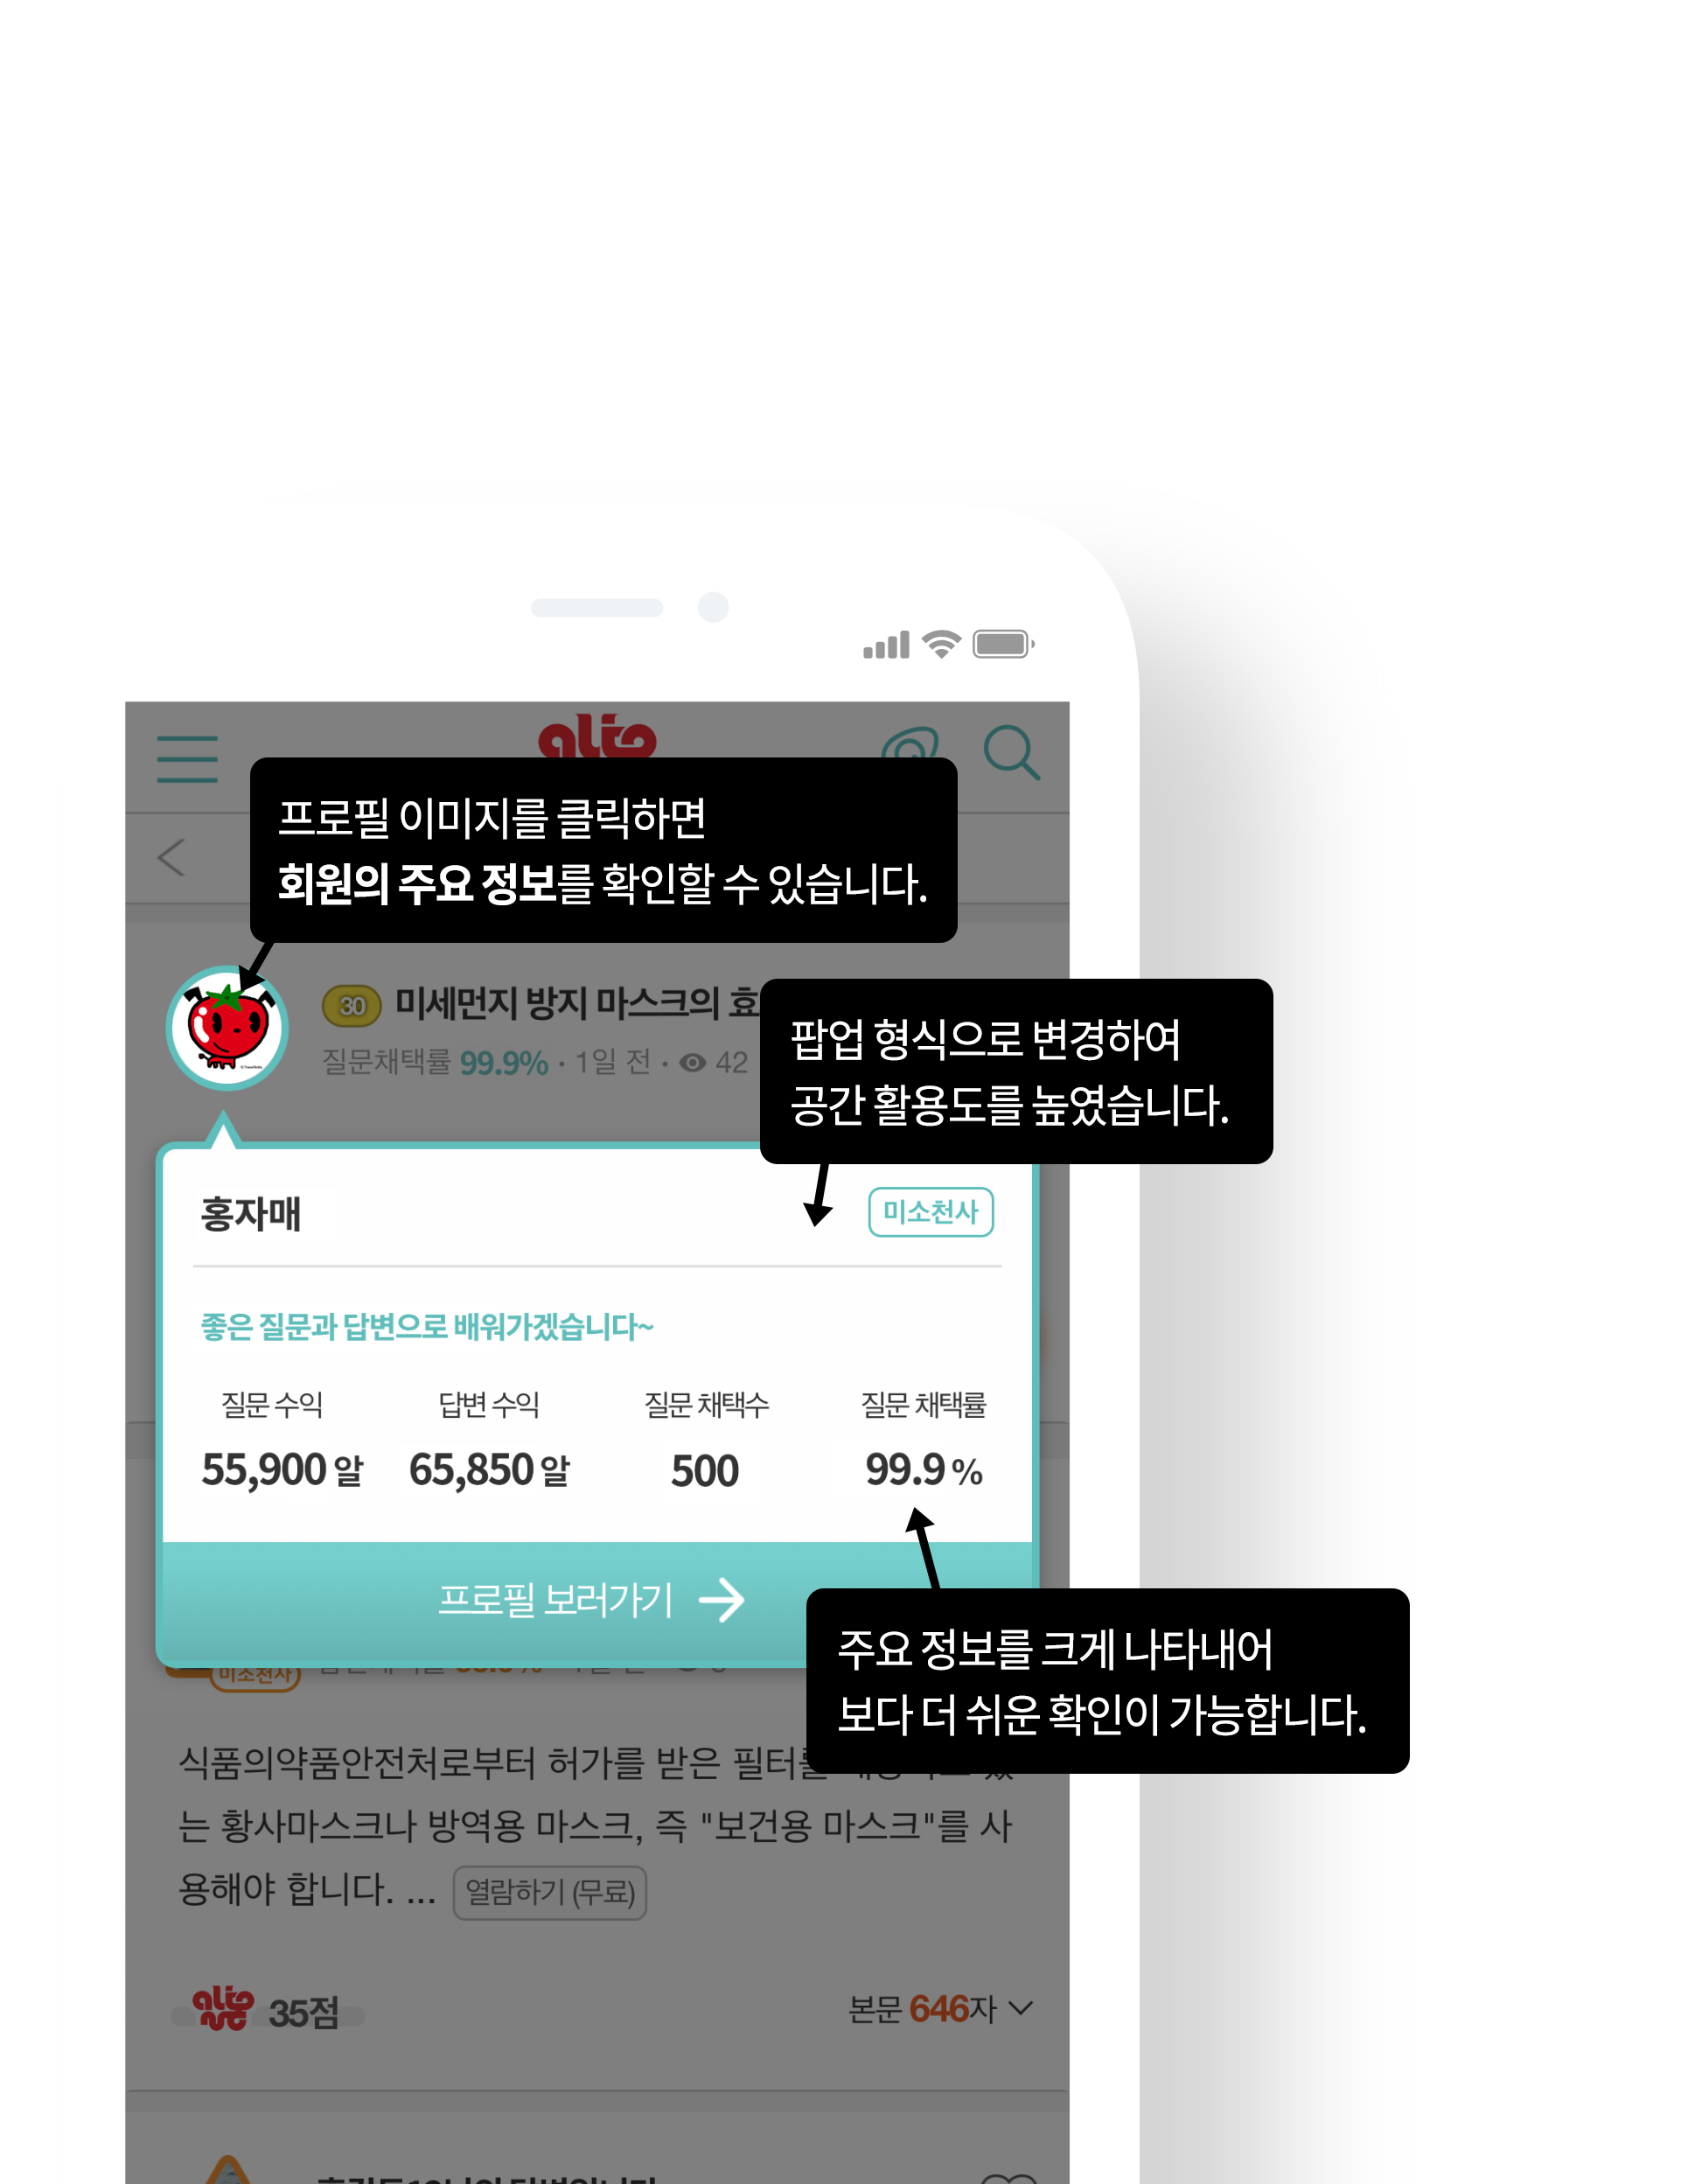 프로필 이미지를 클릭하면
회원의 주요 정보를 확인할 수 있습니다.
30 미세먼지 방지 마스크의 효
질문채택률 99.9% · 1일 전 · 42
팝업 형식으로 변경하여
공간 활용도를 높였습니다.
홍자매
미소천사
좋은 질문과 답변으로 배워가겠습니다~
질문 수익 답변 수익 질문 채택수 질문 채택률
55,900 알 65,850 알 500 99.9 %
프로필 보러가기
주요 정보를 크게 나타내어
보다 더 쉬운 확인이 가능합니다.
미소천사
식품의약품안전처로부터 허가를 받은 필터를
는 황사마스크나 방역용 마스크, 즉 "보건용 마스크"를 사
용해야 합니다. ... 열람하기 (무료)
35점
본문 646자